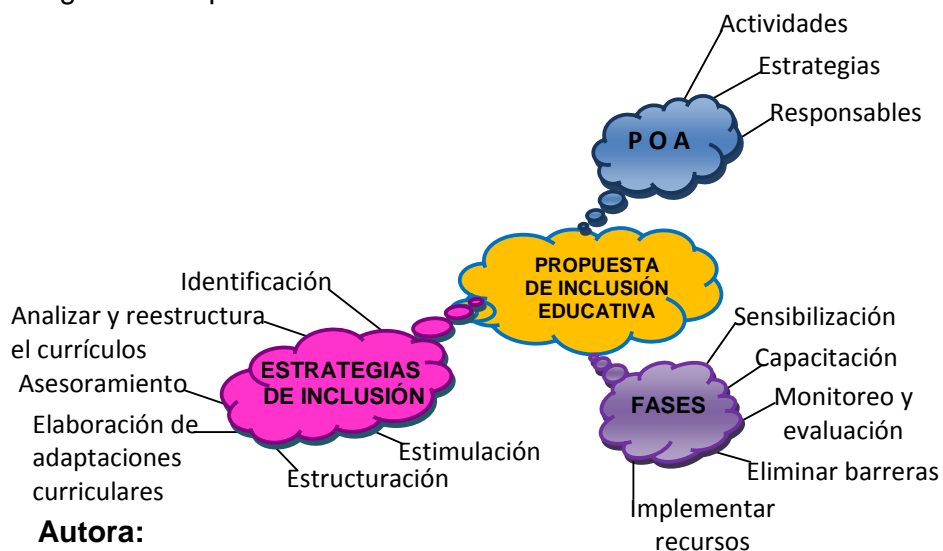 Actividades
Estrategias
Responsables
P O A
PROPUESTA
DE INCLUSIÓN
EDUCATIVA
Identificación
Analizar y reestructura
el currículos
Asesoramiento
Elaboración de
adaptaciones
curriculares
ESTRATEGIAS
DE INCLUSIÓN
Estimulación
Estructuración
Sensibilización
Capacitación
Monitoreo y
evaluación
Eliminar barreras
Implementar
recursos
FASES
Autora: